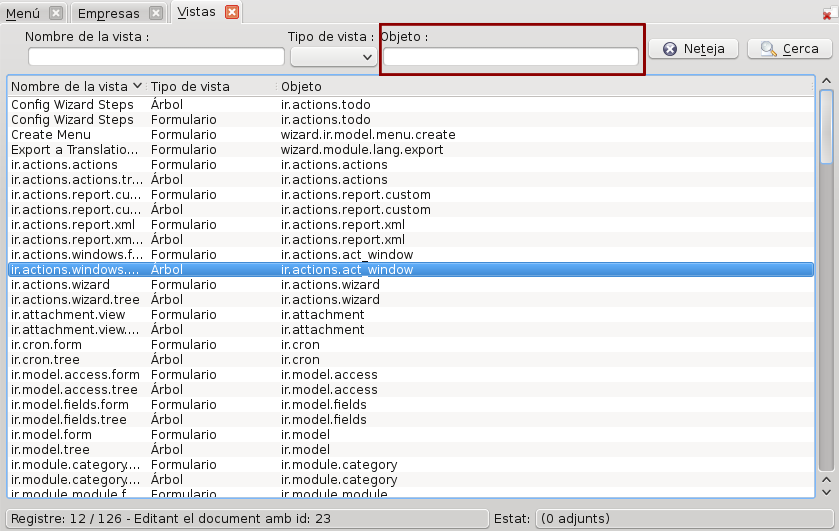 Menú Empresas Vistas
Nombre de la vista : Tipo de vista : Objeto :
Neteja Cerca
Nombre de la vista Tipo de vista Objeto
Config Wizard Steps Árbol ir.actions.todo
Config Wizard Steps Formulario ir.actions.todo
Create Menu Formulario wizard.ir.model.menu.create
Export a Translatio... Formulario wizard.module.lang.export
ir.actions.actions Formulario ir.actions.actions
ir.actions.actions.tr... Árbol ir.actions.actions
ir.actions.report.cu... Formulario ir.actions.report.custom
ir.actions.report.cu... Árbol ir.actions.report.custom
ir.actions.report.xml Formulario ir.actions.report.xml
ir.actions.report.xm... Árbol ir.actions.report.xml
ir.actions.windows.f... Formulario ir.actions.act_window
ir.actions.windows.... Árbol ir.actions.act_window
ir.actions.wizard Formulario ir.actions.wizard
ir.actions.wizard.tree Árbol ir.actions.wizard
ir.attachment.view Formulario ir.attachment
ir.attachment.view.... Árbol ir.attachment
ir.cron.form Formulario ir.cron
ir.cron.tree Árbol ir.cron
ir.model.access.form Formulario ir.model.access
ir.model.access.tree Árbol ir.model.access
ir.model.fields.form Formulario ir.model.fields
ir.model.fields.tree Árbol ir.model.fields
ir.model.form Formulario ir.model
ir.model.tree Árbol ir.model
ir.module.category.... Formulario ir.module.category
ir.module.category.... Árbol ir.module.category
ir.module.module.f... Formulario ir.module.module
Registre: 12 / 126 - Editant el document amb id: 23 Estat: (0 adjunts)